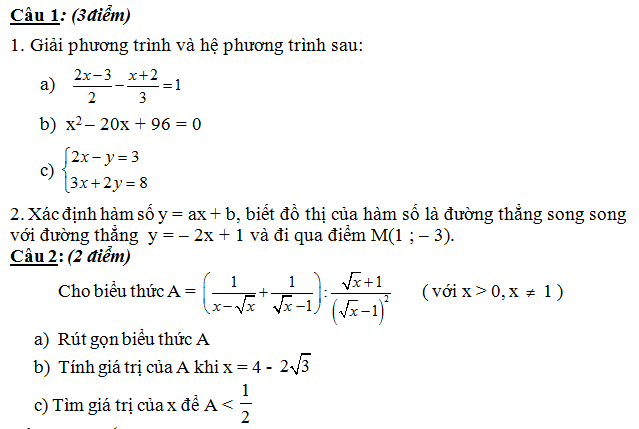 Câu 1: (3điểm)
1. Giải phương trình và hệ phương trình sau:
a) \frac{2x-3}{2} - \frac{x+2}{3} = 1
b) x² – 20x + 96 = 0
c) \begin{cases} 2x - y = 3 \\ 3x + 2y = 8 \end{cases}
2. Xác định hàm số y = ax + b, biết đồ thị của hàm số là đường thẳng song song
với đường thẳng y = – 2x + 1 và đi qua điểm M(1 ; – 3).
Câu 2: (2 điểm)
Cho biểu thức A = \left( \frac{1}{x-\sqrt{x}} + \frac{1}{\sqrt{x}-1} \right) : \frac{\sqrt{x}+1}{(\sqrt{x}-1)^2} ( với x > 0, x ≠ 1 )
a) Rút gọn biểu thức A
b) Tính giá trị của A khi x = 4 - 2\sqrt{3}
c) Tìm giá trị của x để A < \frac{1}{2}